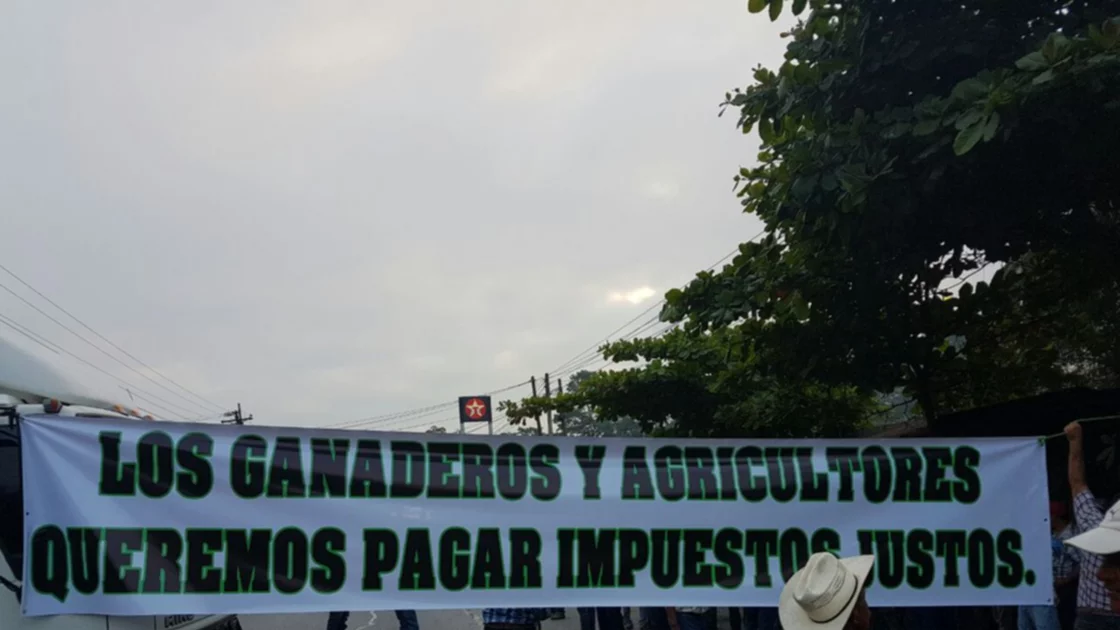 LOS GANADEROS Y AGRICULTORES
QUEREMOS PAGAR IMPUESTOS JUSTOS.